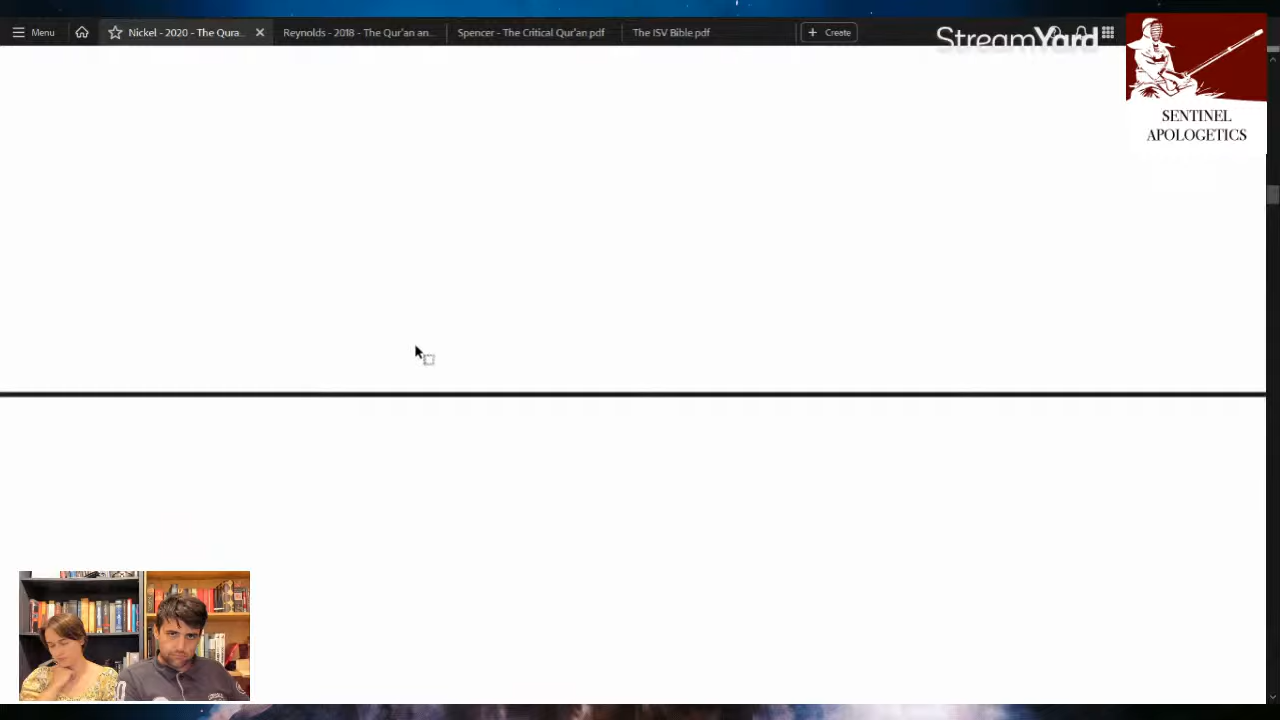 Menu
Nickel - 2020 - The Qura...
Reynolds - 2018 - The Qur'an an...
Spencer - The Critical Qur'an.pdf
The ISV Bible.pdf
Create
StreamYard
SENTINEL
APOLOGETICS